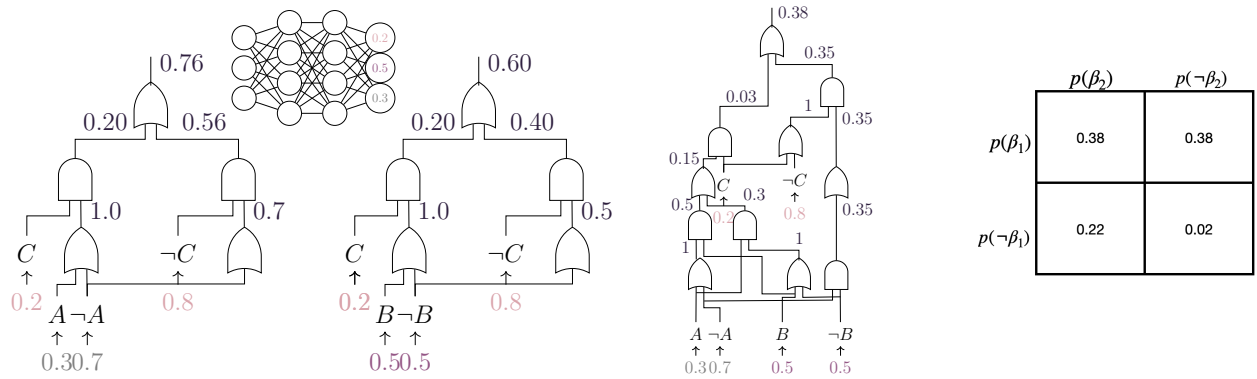 0.76
0.20 0.56
1.0 0.7
C ¬C
0.2 0.8
A ¬A
0.3 0.7
0.2
0.5
0.3
0.60
0.20 0.40
1.0 0.5
C ¬C
0.2 0.8
B ¬B
0.5 0.5
0.38
0.35
0.03 1 0.35
0.15 C ¬C
0.5 0.2 0.3 0.8 0.35
1 1
A ¬A B ¬B
0.3 0.7 0.5 0.5
p(β₂) p(¬β₂)
p(β₁) 0.38 0.38
p(¬β₁) 0.22 0.02